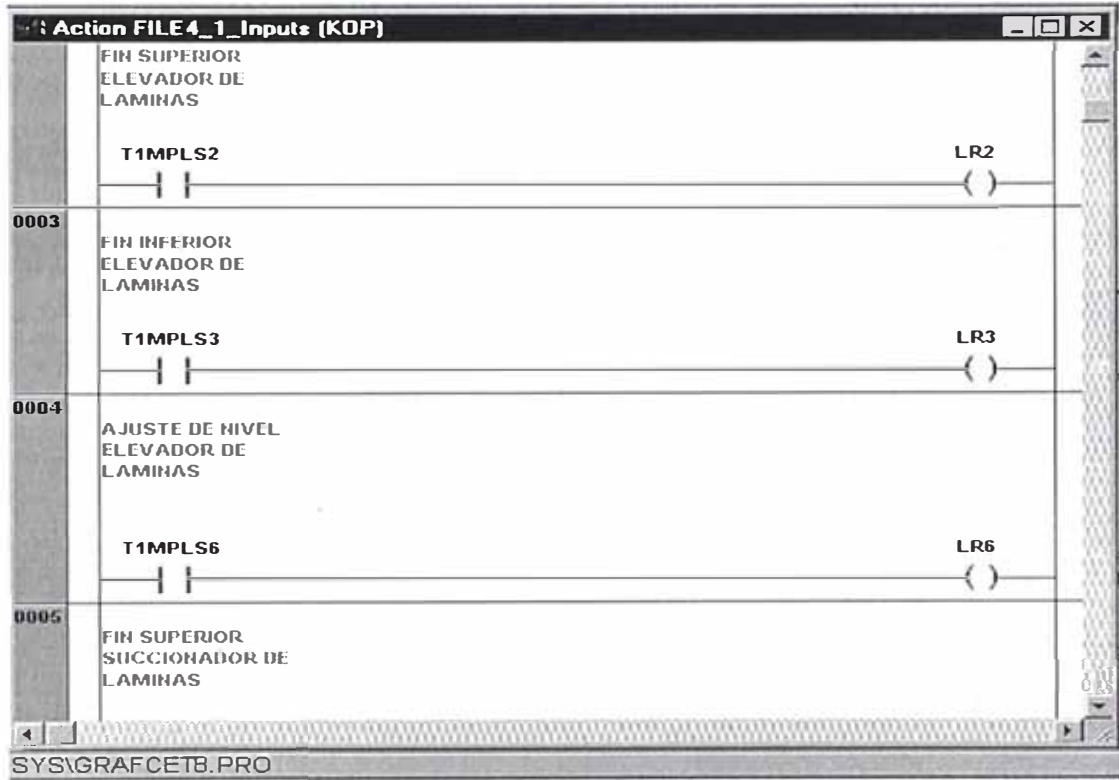 Action FILE4_1_Inputs (KOP)
FIN SUPERIOR
ELEVADOR DE
LAMINAS
T1MPLS2
LR2
0003
FIN INFERIOR
ELEVADOR DE
LAMINAS
T1MPLS3
LR3
0004
AJUSTE DE NIVEL
ELEVADOR DE
LAMINAS
T1MPLS6
LR6
0005
FIN SUPERIOR
SUCCIONADOR DE
LAMINAS
SYS\GRAFCET8.PRO